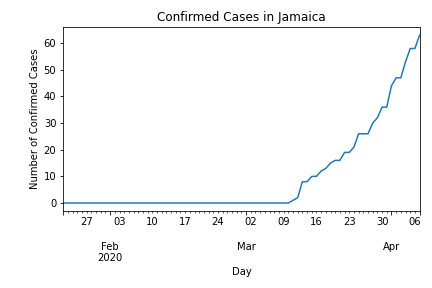 Confirmed Cases in Jamaica
Number of Confirmed Cases
60
50
40
30
20
10
0
27 03 10 17 24 02 09 16 23 30 06
Feb Mar Apr
2020
Day